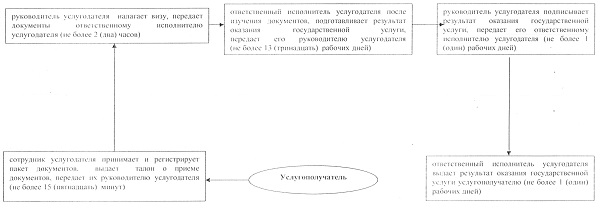 руководитель услугодателя налагает визу, передает
документы ответственному исполнителю
услугодателя (не более 2 (два) часов)
ответственный исполнитель услугодателя после
изучения документов, подготавливает результат
оказания государственной услуги,
передает его руководителю услугодателя
(не более 13 (тринадцать) рабочих дней)
руководитель услугодателя подписывает
результат оказания государственной
услуги, передает его ответственному
исполнителю услугодателя (не более 1
(один) рабочих дней)
сотрудник услугодателя принимает и регистрирует
пакет документов, выдает талон о приеме
документов, передает их руководителю услугодателя
(не более 15 (пятнадцать) минут)
Услугополучатель
ответственный исполнитель услугодателя
выдает результат оказания государственной
услуги услугополучателю (не более 1 (один)
рабочих дней)